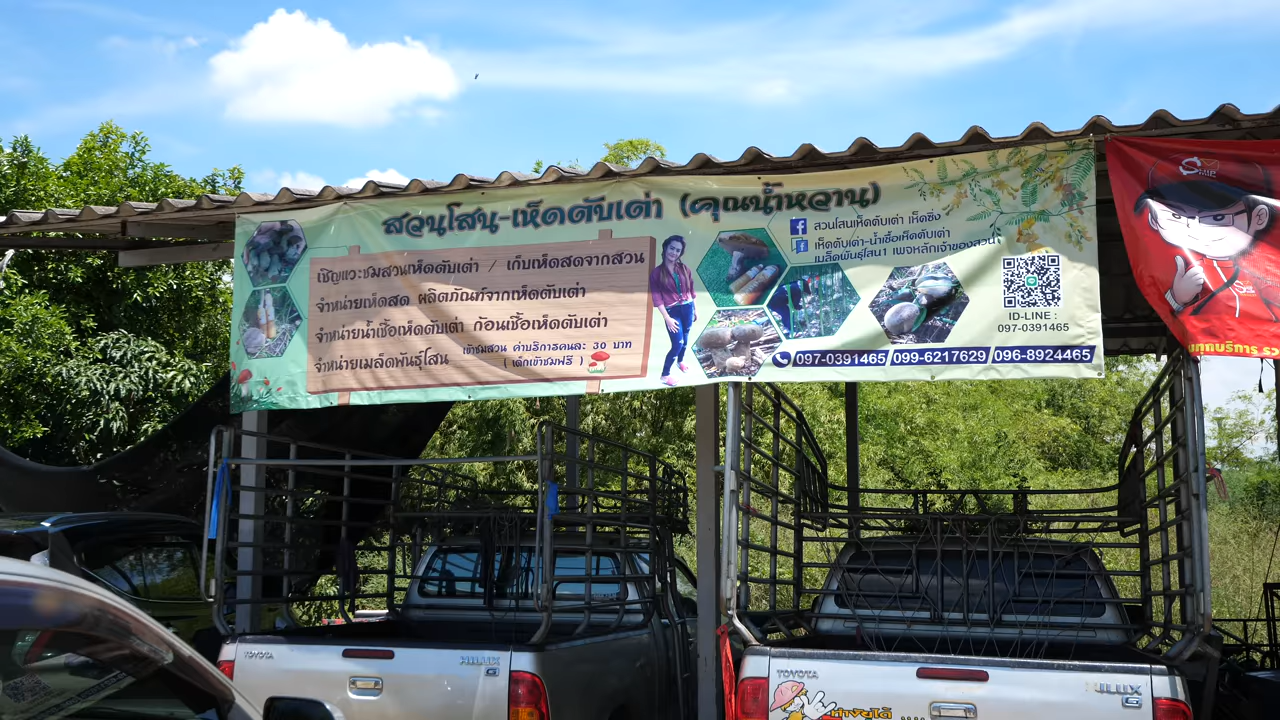 สวนโสน-เห็ดตับเต่า (คุณน้ำหวาน)
เชิญแวะชมสวนเห็ดตับเต่า / เก็บเห็ดสดจากสวน
จำหน่ายเห็ดสด ผลิตภัณฑ์จากเห็ดตับเต่า
จำหน่ายน้ำเชื้อเห็ดตับเต่า ก้อนเชื้อเห็ดตับเต่า
จำหน่ายเมล็ดพันธุ์โสน
เข้าชมสวน ค่าบริการคนละ 30 บาท
( เด็กเข้าชมฟรี )
สวนโสนเห็ดตับเต่า เห็ดซึ่ง
เห็ดตับเต่า-น้ำเชื้อเห็ดตับเต่า
เมล็ดพันธุ์โสน1 เพจหลักเจ้าของสวน
ID-LINE :
097-0391465
097-0391465 099-6217629 096-8924465
TOYOTA
HILUX
G
TOYOTA
HILUX
G